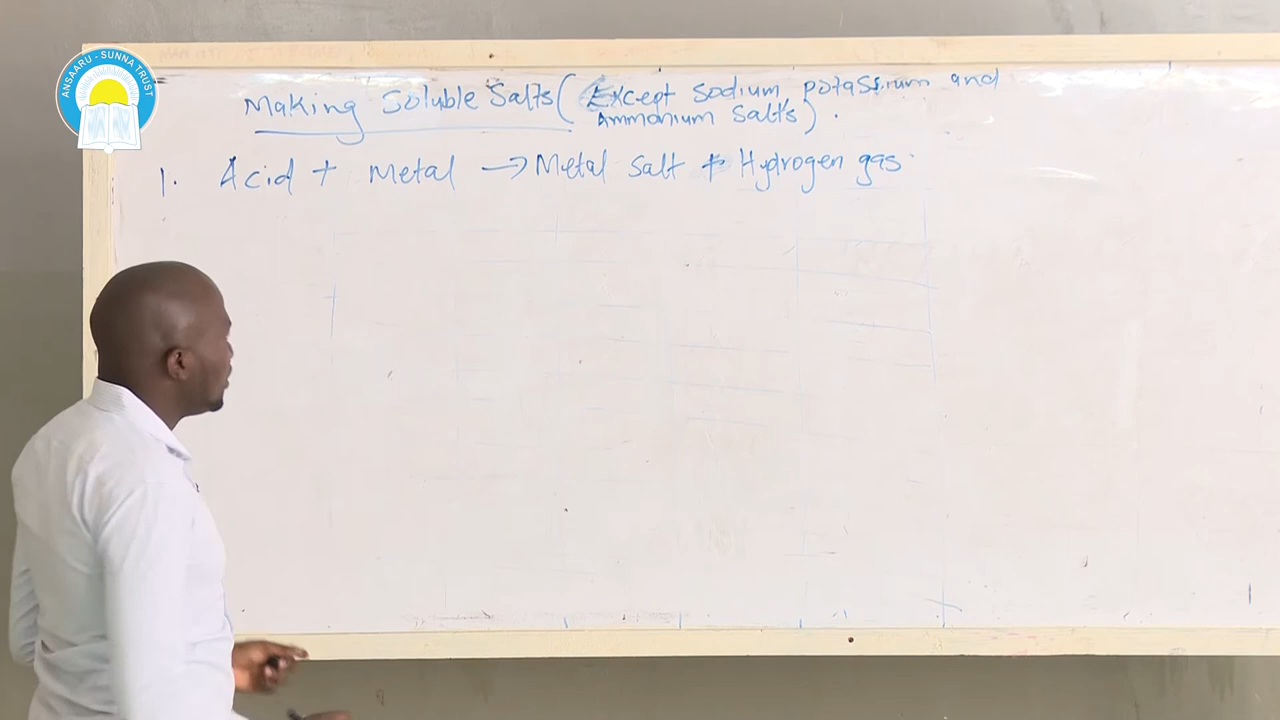 ANSAARU - SUNNA TRUST
Making Soluble Salts (Except sodium, potassium and
Ammonium salts).
1. Acid + Metal → Metal salt + Hydrogen gas